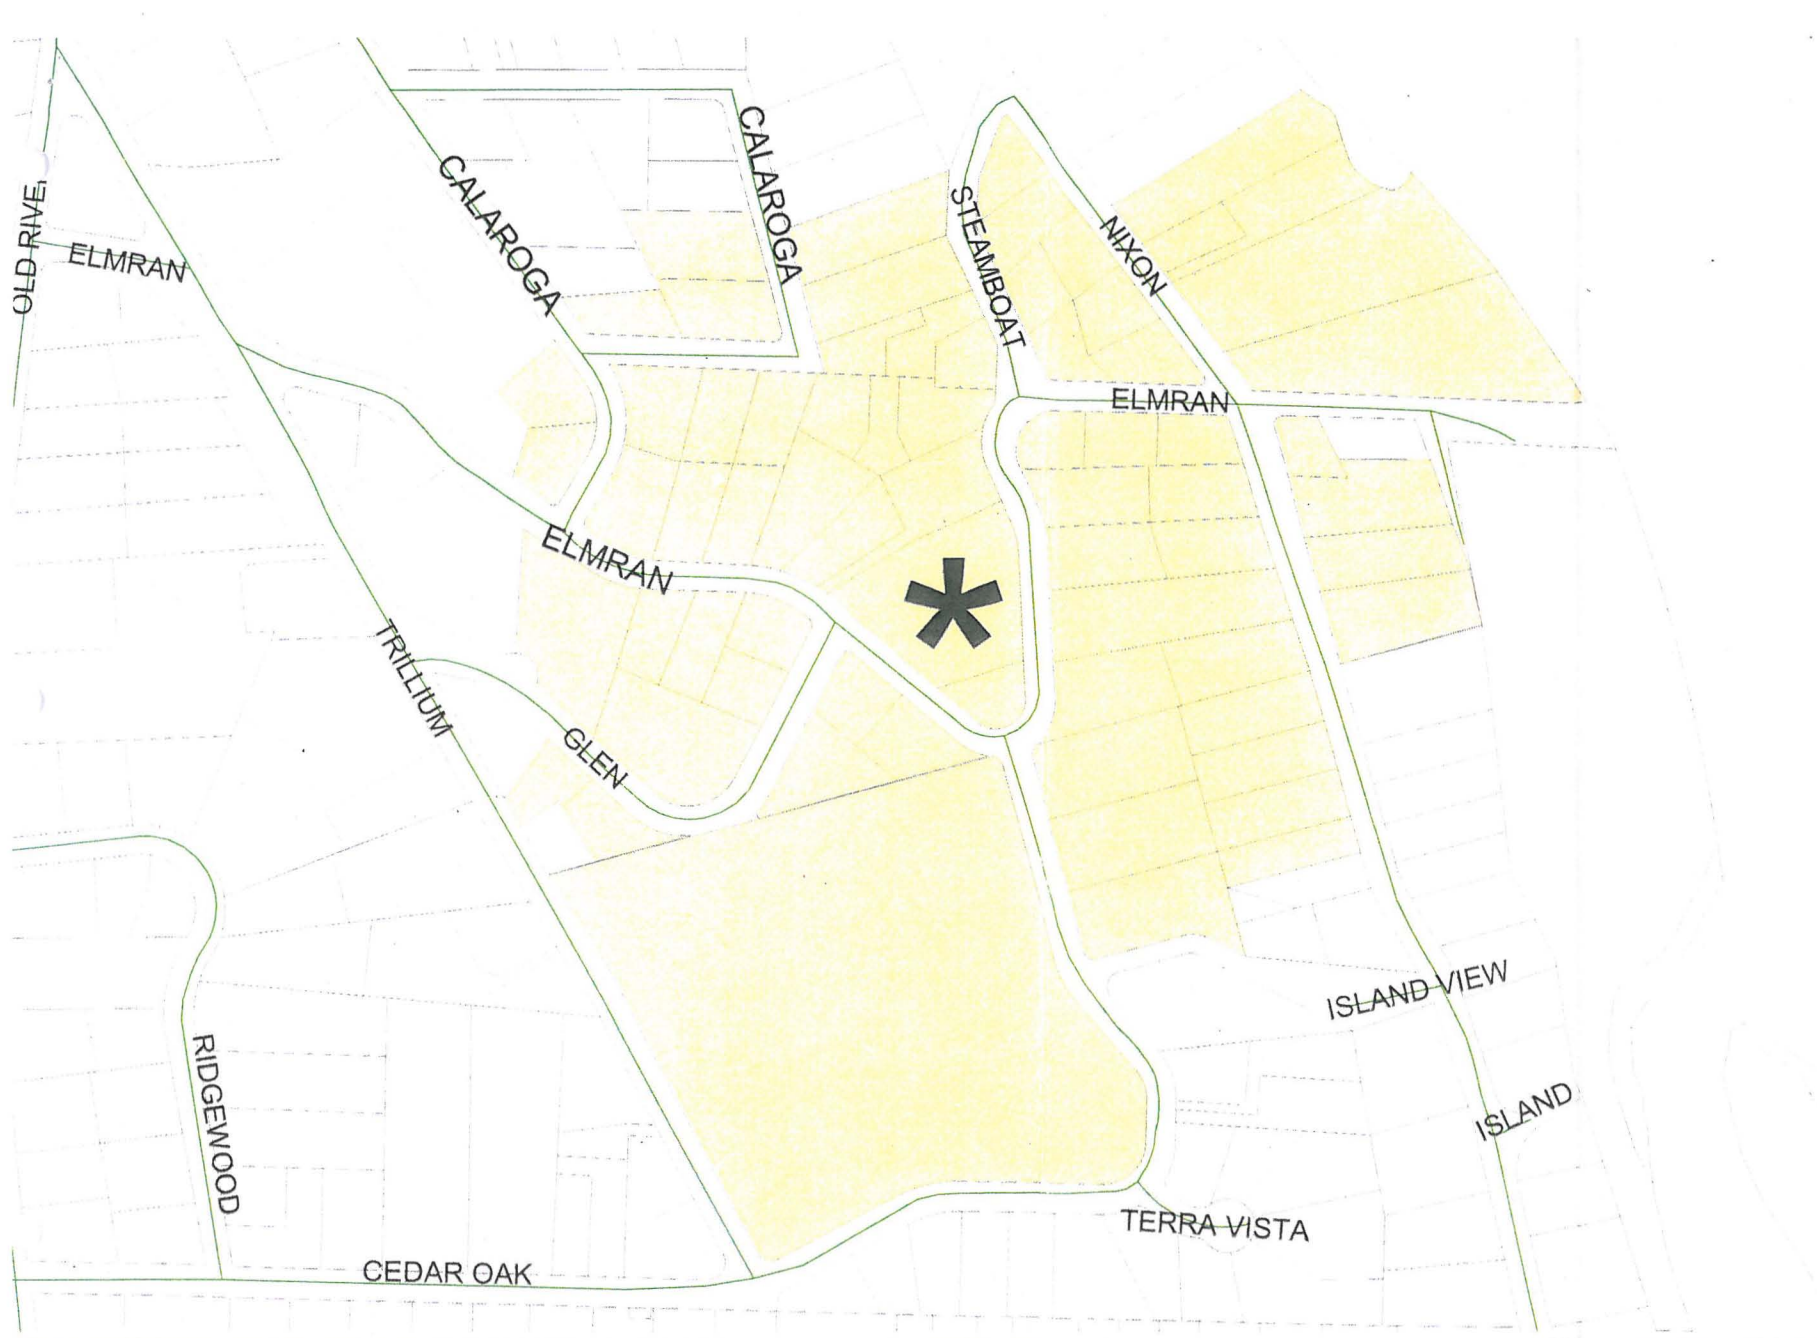 CALAROGA
CALAROGA
OLD RIVE
ELMRAN
STEAMBOAT
NIXON
ELMRAN
ELMRAN
TRILLIUM
GLEN
ISLAND VIEW
RIDGEWOOD
ISLAND
TERRA VISTA
CEDAR OAK